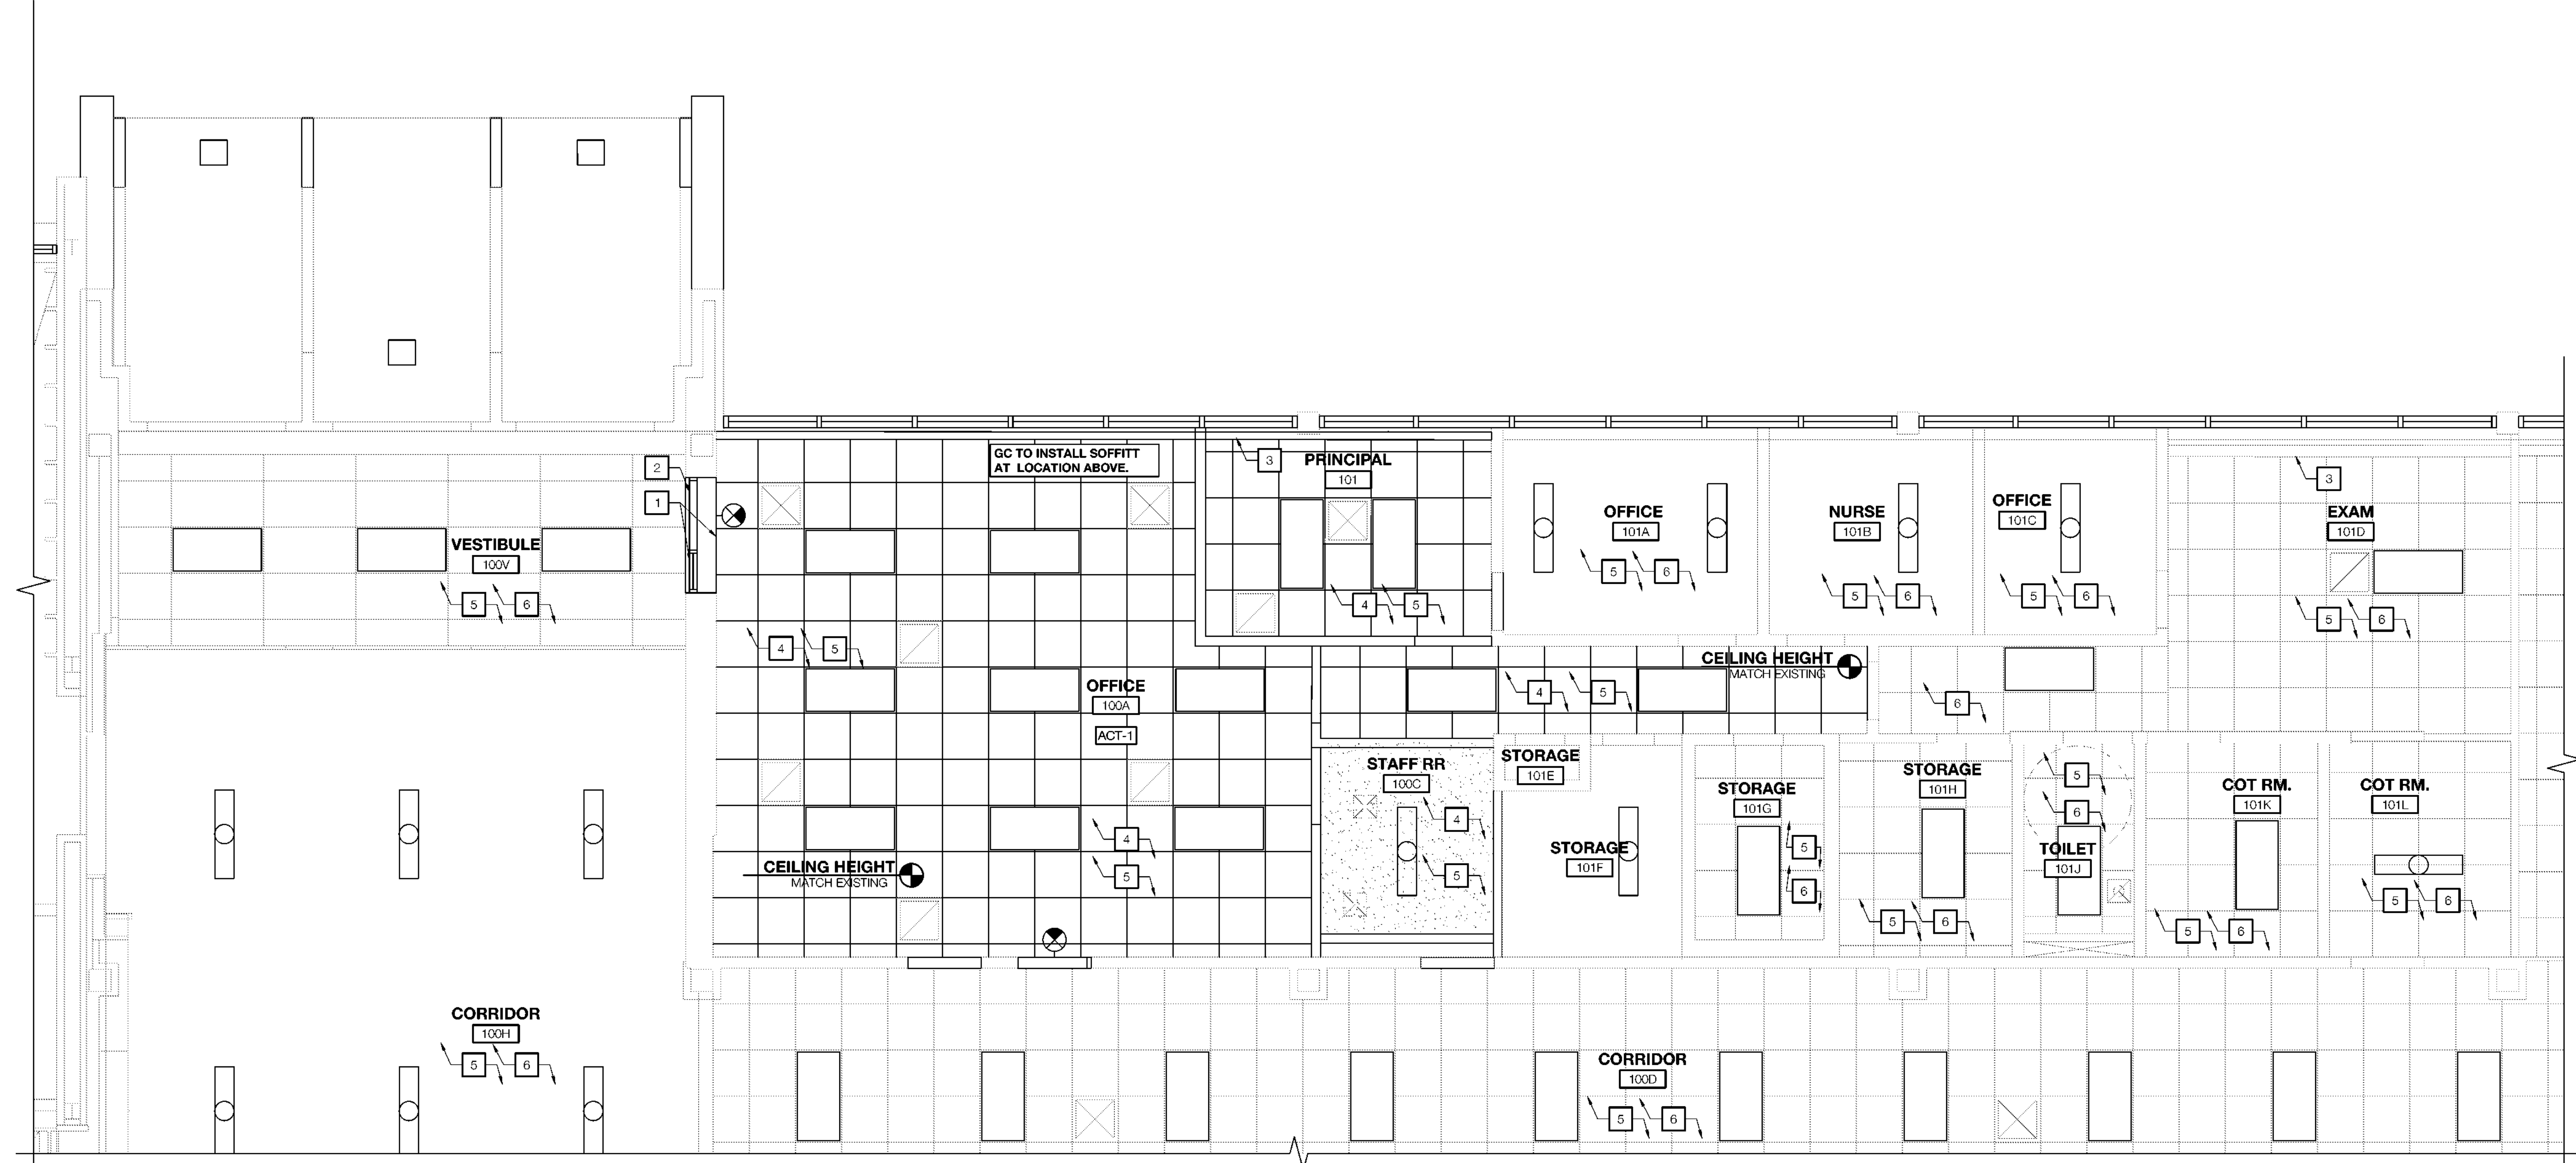 GC TO INSTALL SOFFITT
AT LOCATION ABOVE.
2
1
3
PRINCIPAL
101
4
5
OFFICE
101A
5
6
NURSE
101B
5
6
OFFICE
101C
5
6
3
EXAM
101D
5
6
VESTIBULE
100V
5
6
4
5
OFFICE
100A
ACT-1
4
5
CEILING HEIGHT
MATCH EXISTING
6
CEILING HEIGHT
MATCH EXISTING
4
5
STAFF RR
100C
4
5
STORAGE
101E
STORAGE
101F
STORAGE
101G
5
6
STORAGE
101H
5
6
5
6
TOILET
101J
COT RM.
101K
5
6
COT RM.
101L
5
6
CORRIDOR
100H
5
6
CORRIDOR
100D
5
6